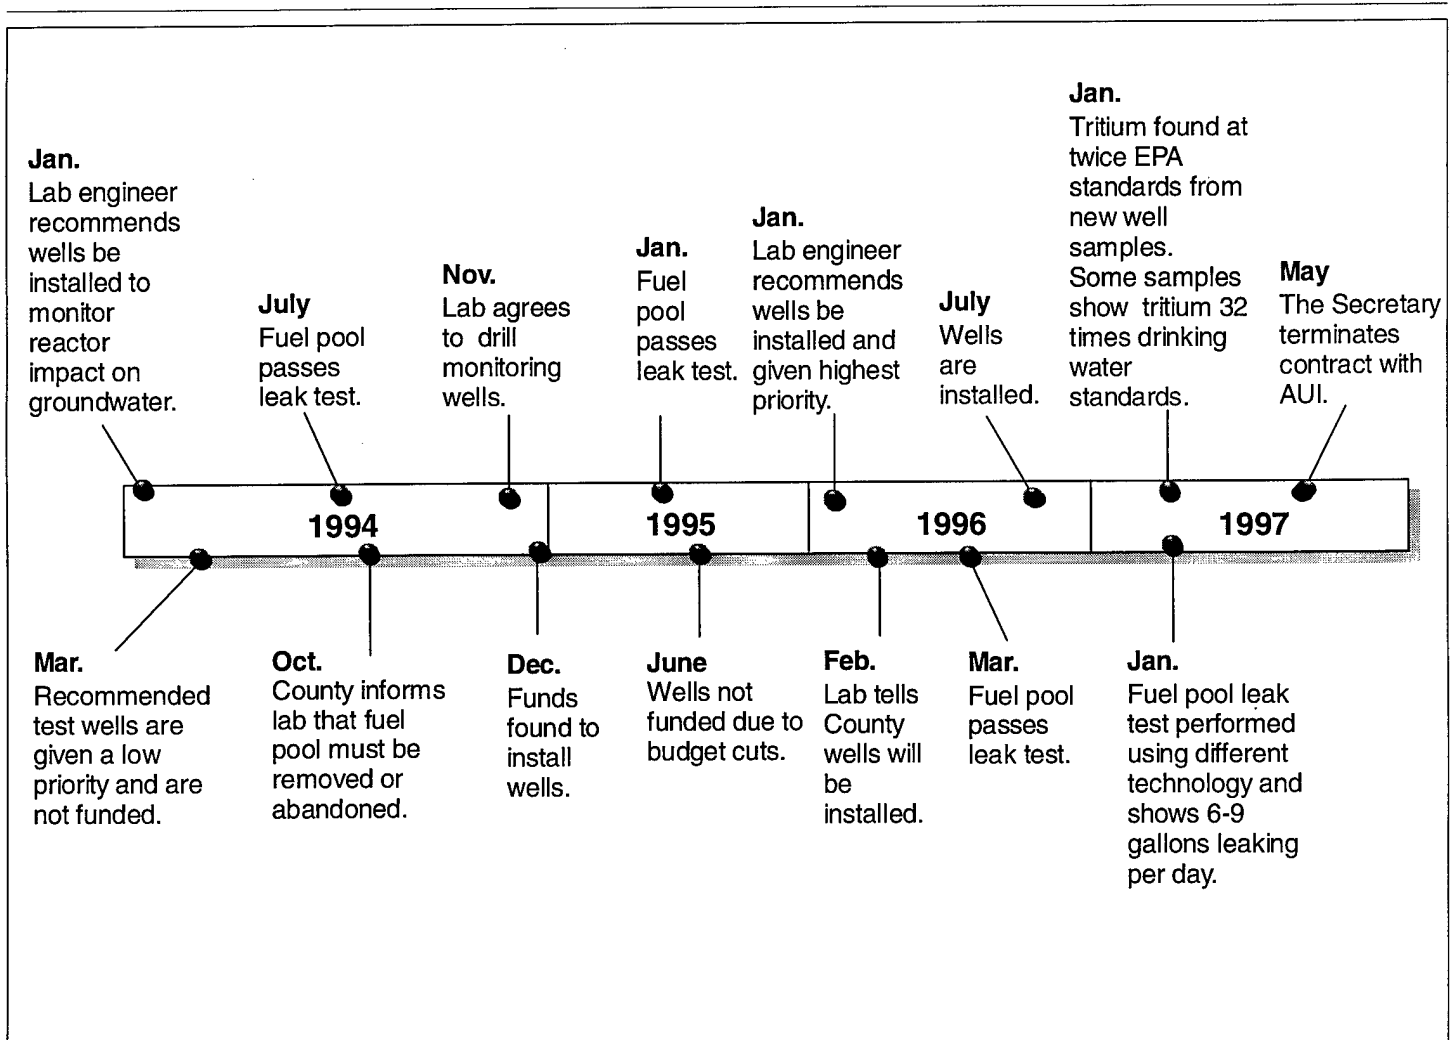 Jan.
Lab engineer
recommends
wells be
installed to
monitor
reactor
impact on
groundwater.
July
Fuel pool
passes
leak test.
Nov.
Lab agrees
to drill
monitoring
wells.
Jan.
Fuel
pool
passes
leak test.
Jan.
Lab engineer
recommends
wells be
installed and
given highest
priority.
July
Wells
are
installed.
Jan.
Tritium found at
twice EPA
standards from
new well
samples.
Some samples
show tritium 32
times drinking
water
standards.
May
The Secretary
terminates
contract with
AUI.
1994
1995
1996
1997
Mar.
Recommended
test wells are
given a low
priority and are
not funded.
Oct.
County informs
lab that fuel
pool must be
removed or
abandoned.
Dec.
Funds
found to
install
wells.
June
Wells not
funded due to
budget cuts.
Feb.
Lab tells
County
wells will
be
installed.
Mar.
Fuel pool
passes
leak test.
Jan.
Fuel pool leak
test performed
using different
technology and
shows 6-9
gallons leaking
per day.